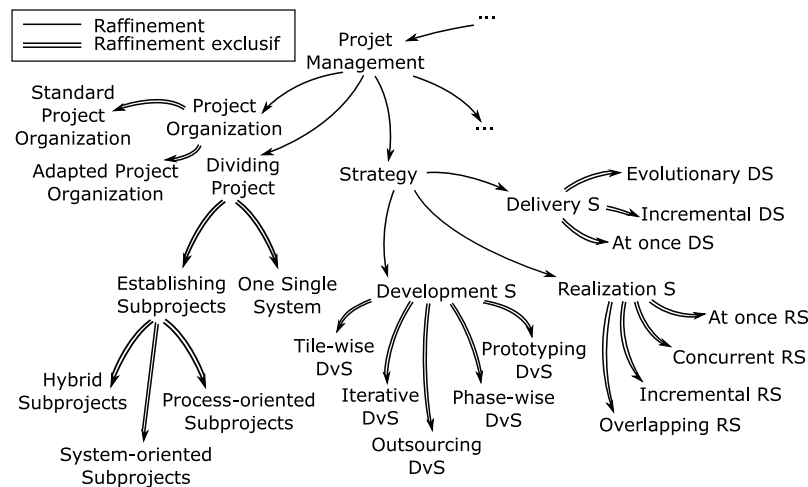 Raffinement
Raffinement exclusif
...
Projet
Management
...
Standard
Project
Organization
Project
Organization
Adapted Project
Organization
Dividing
Project
Strategy
Delivery S
Evolutionary DS
Incremental DS
At once DS
Establishing
Subprojects
One Single
System
Development S
Realization S
Hybrid
Subprojects
System-oriented
Subprojects
Process-oriented
Subprojects
Tile-wise
DvS
Iterative
DvS
Outsourcing
DvS
Phase-wise
DvS
Prototyping
DvS
At once RS
Concurrent RS
Incremental RS
Overlapping RS